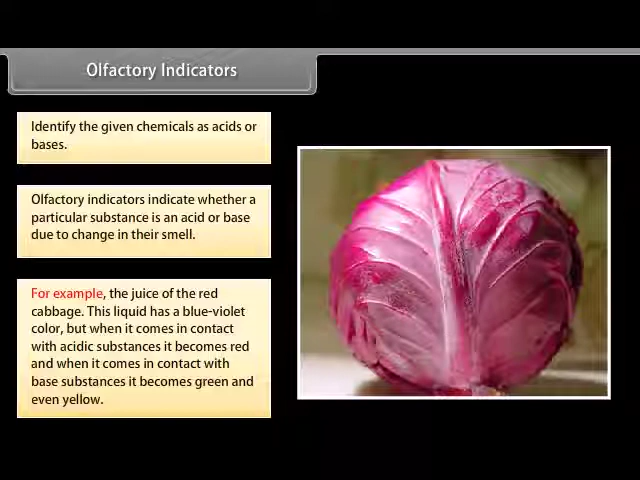 Olfactory Indicators
Identify the given chemicals as acids or
bases.
Olfactory indicators indicate whether a
particular substance is an acid or base
due to change in their smell.
For example, the juice of the red
cabbage. This liquid has a blue-violet
color, but when it comes in contact
with acidic substances it becomes red
and when it comes in contact with
base substances it becomes green and
even yellow.